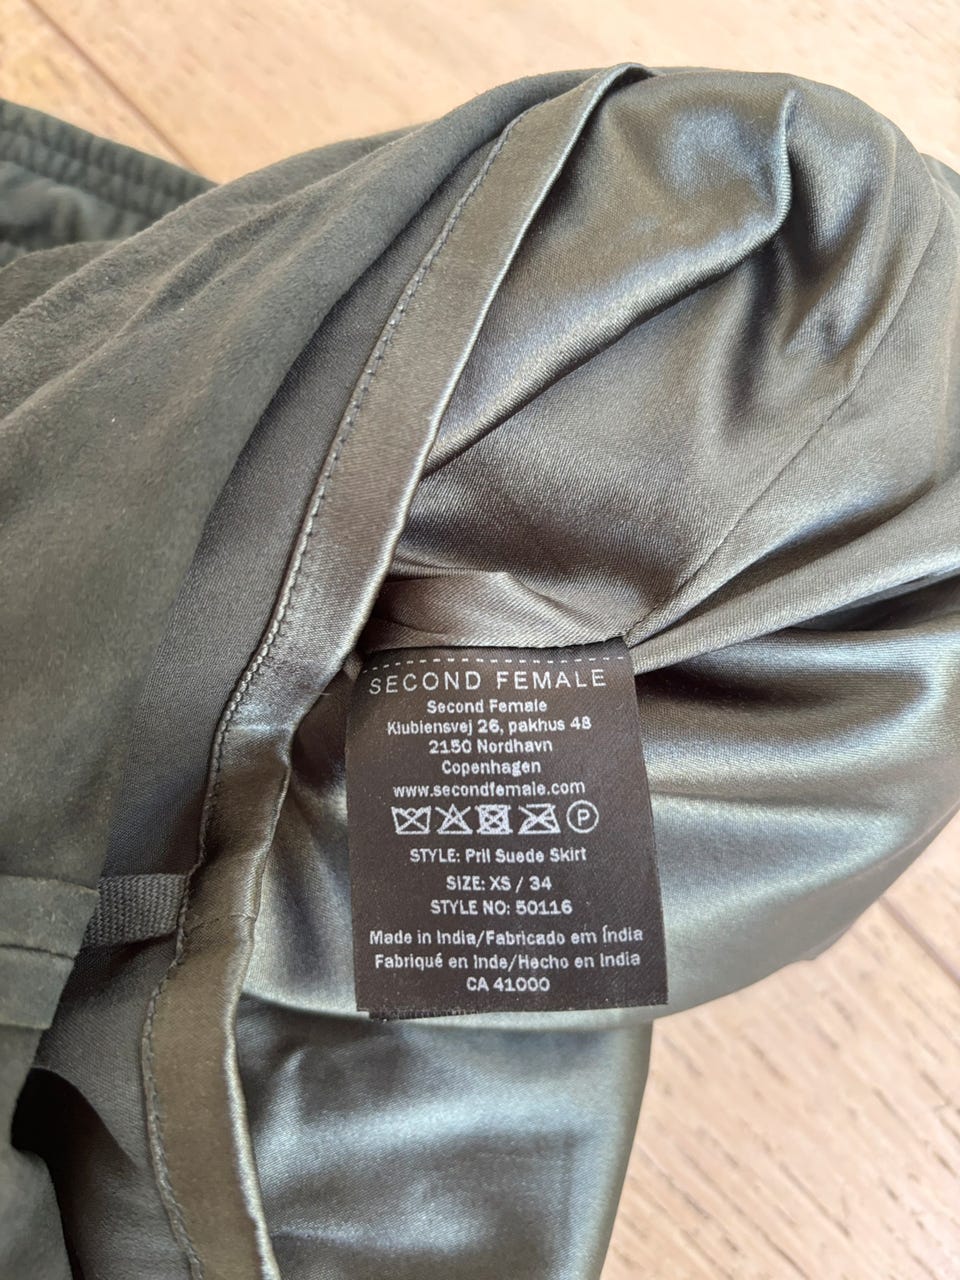 SECOND FEMALE
Second Female
Klubiensvej 26, pakhus 48
2150 Nordhavn
Copenhagen
www.secondfemale.com
P
STYLE: Pril Suede Skirt
SIZE: XS / 34
STYLE NO: 50116
Made in India/Fabricado em Índia
Fabriqué en Inde/Hecho en India
CA 41000